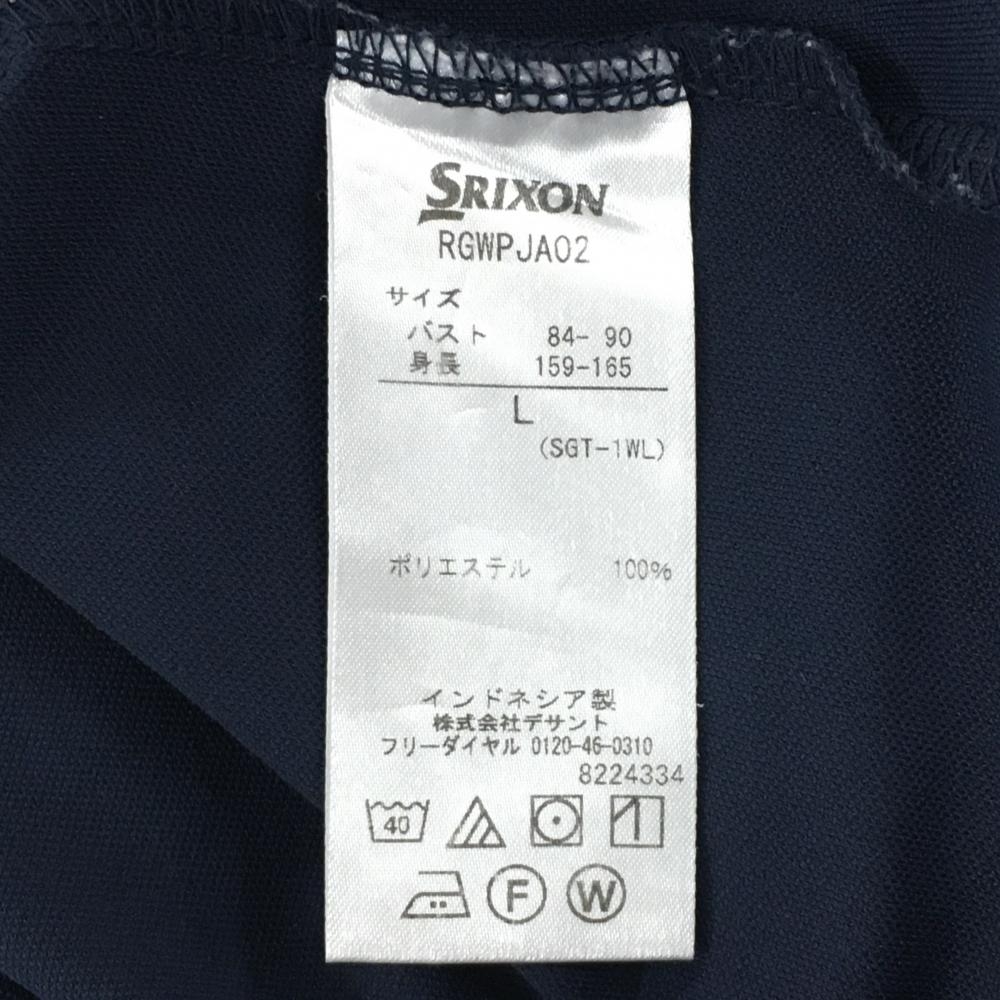 SRIXON
RGWPJA02
サイズ
バスト 84- 90
身長 159-165
L
(SGT-1WL)
ポリエステル 100%
インドネシア製
株式会社デサント
フリーダイヤル 0120-46-0310
8224334
40
F W